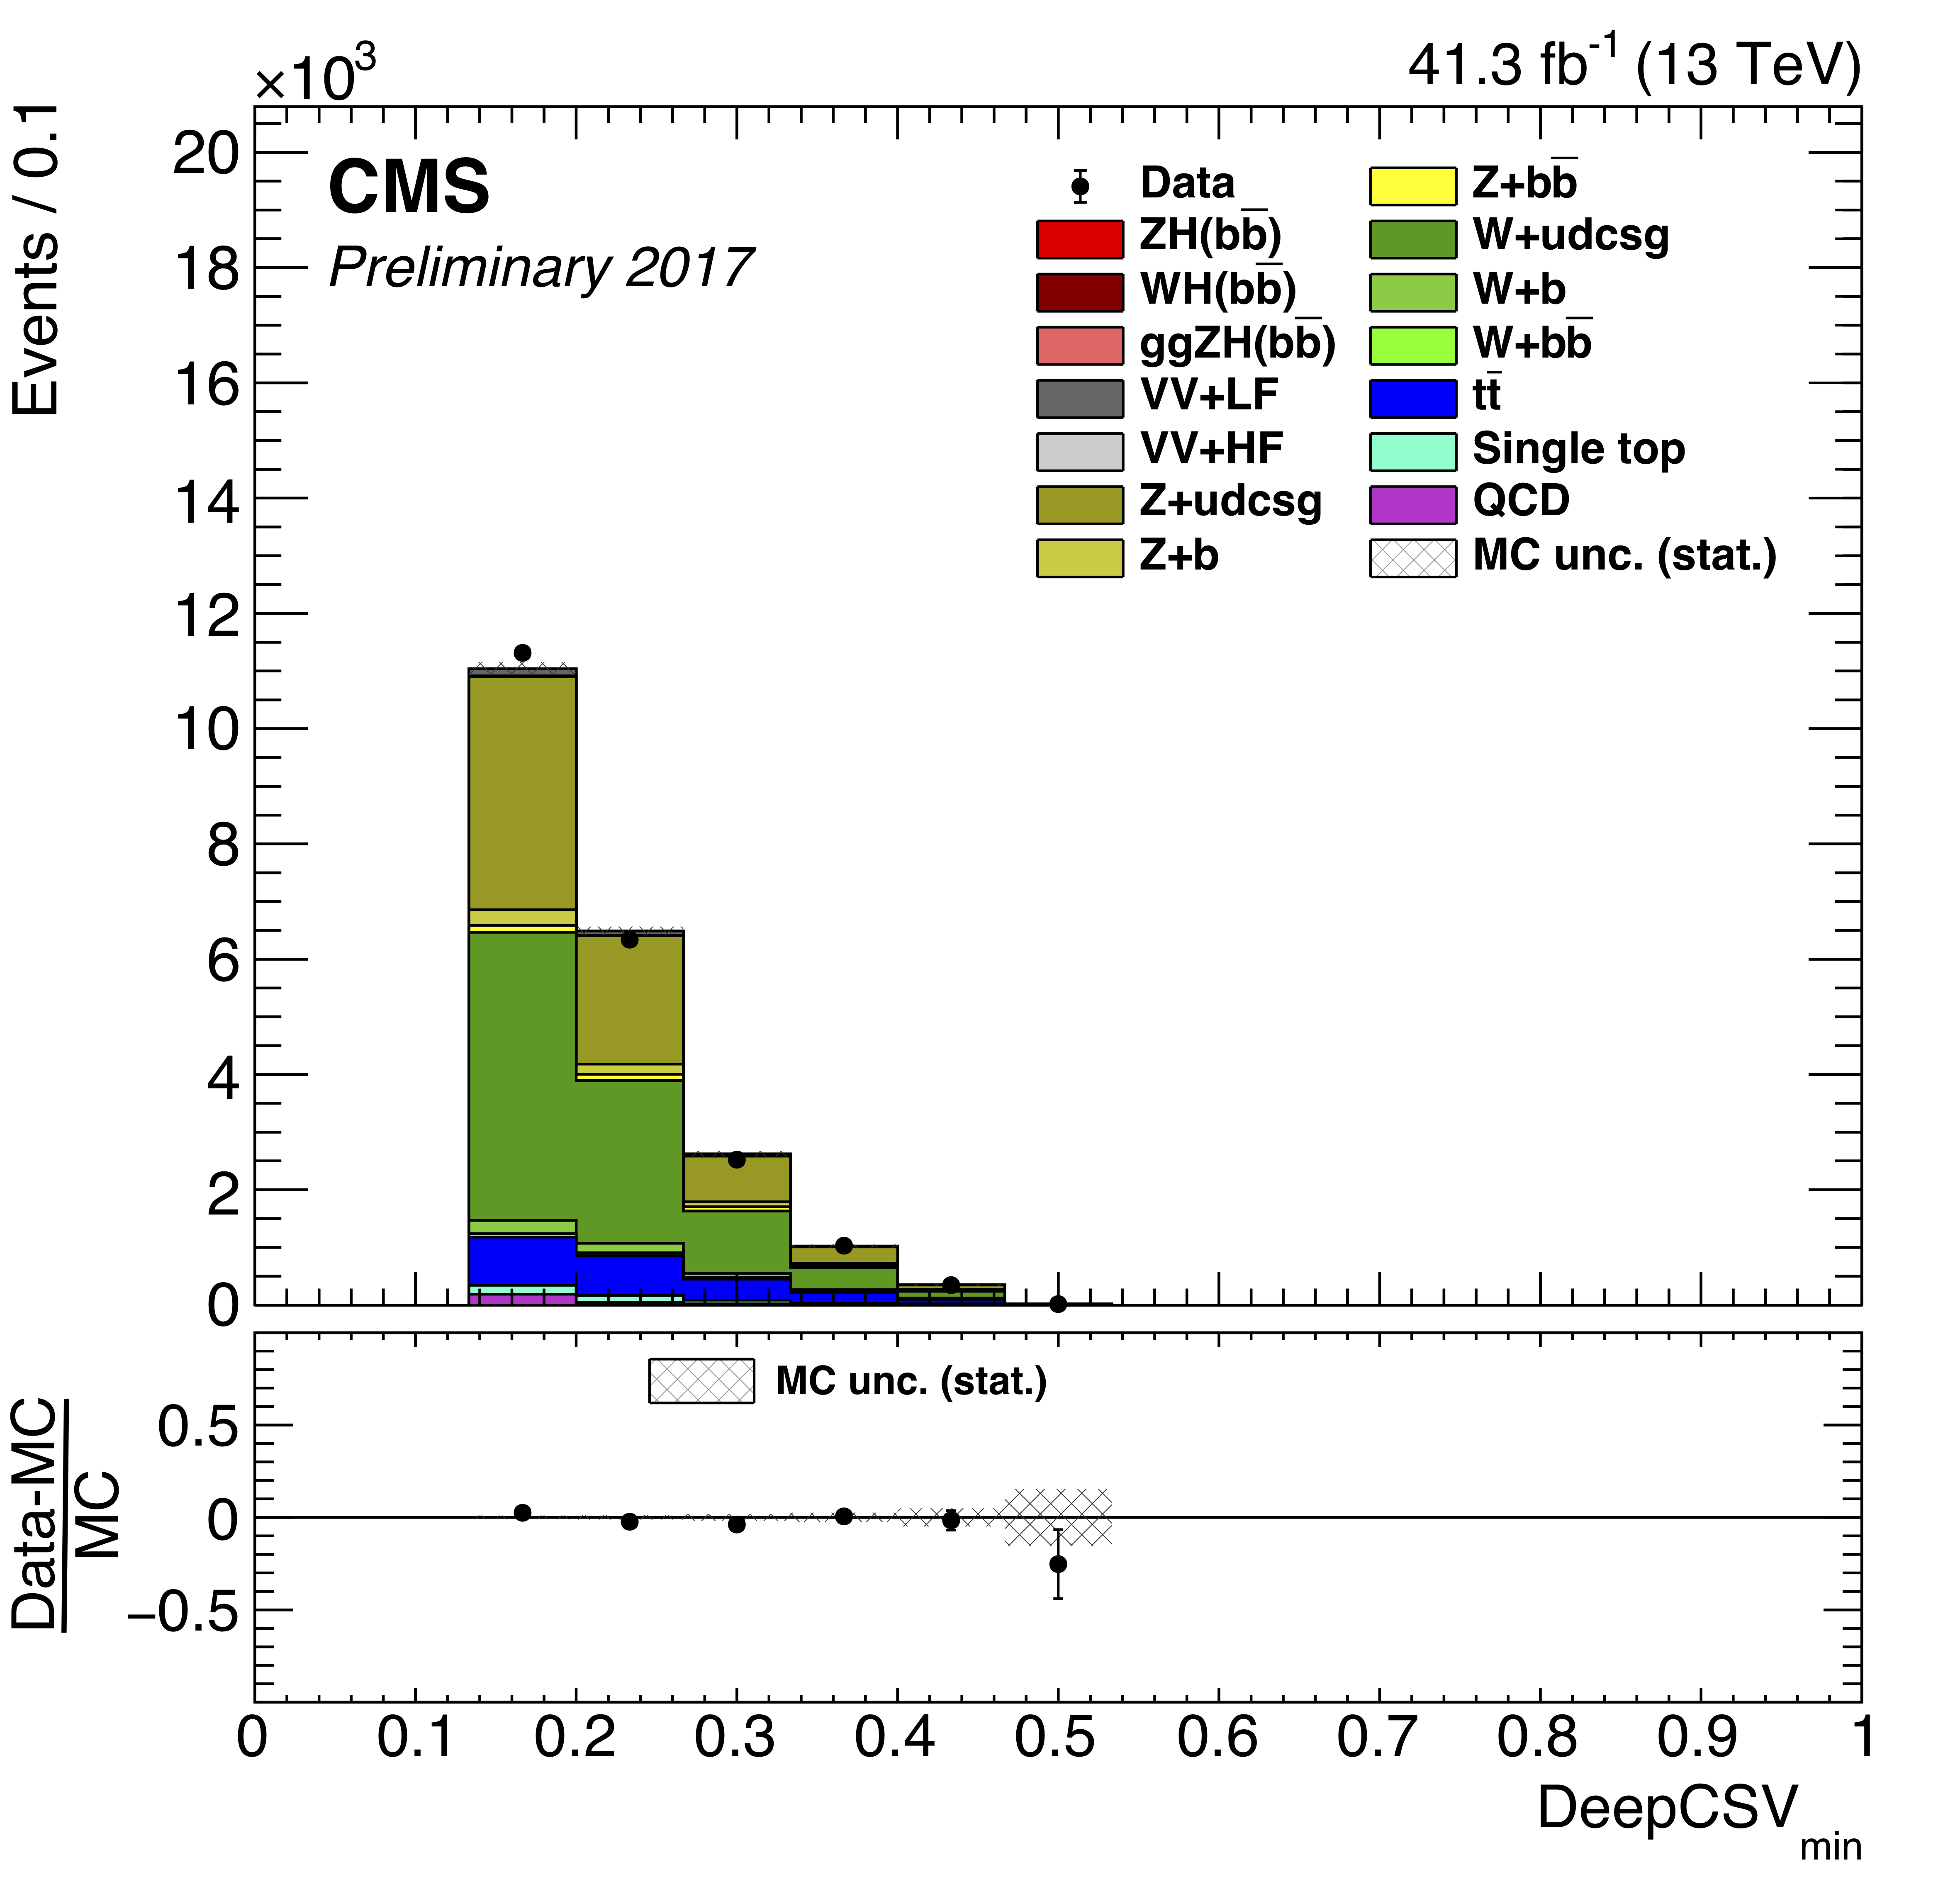 ×10³
41.3 fb⁻¹ (13 TeV)
Events / 0.1
CMS
Preliminary 2017
Data
ZH(bb̅)
WH(bb̅)
ggZH(bb̅)
VV+LF
VV+HF
Z+udcsg
Z+b
Z+bb̅
W+udcsg
W+b
W+bb̅
tt̅
Single top
QCD
MC unc. (stat.)
20
18
16
14
12
10
8
6
4
2
0
MC unc. (stat.)
Data-MC
MC
0.5
0
−0.5
0 0.1 0.2 0.3 0.4 0.5 0.6 0.7 0.8 0.9 1
DeepCSV min